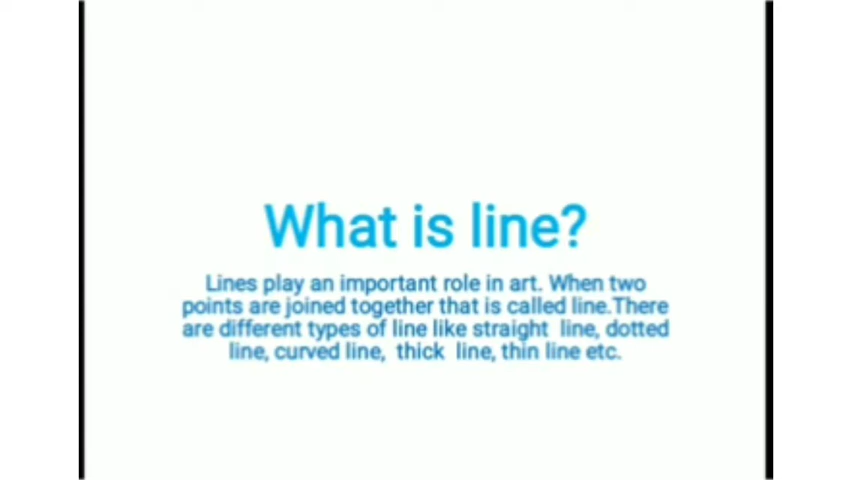 What is line?
Lines play an important role in art. When two
points are joined together that is called line.There
are different types of line like straight  line, dotted
line, curved line,  thick  line, thin line etc.